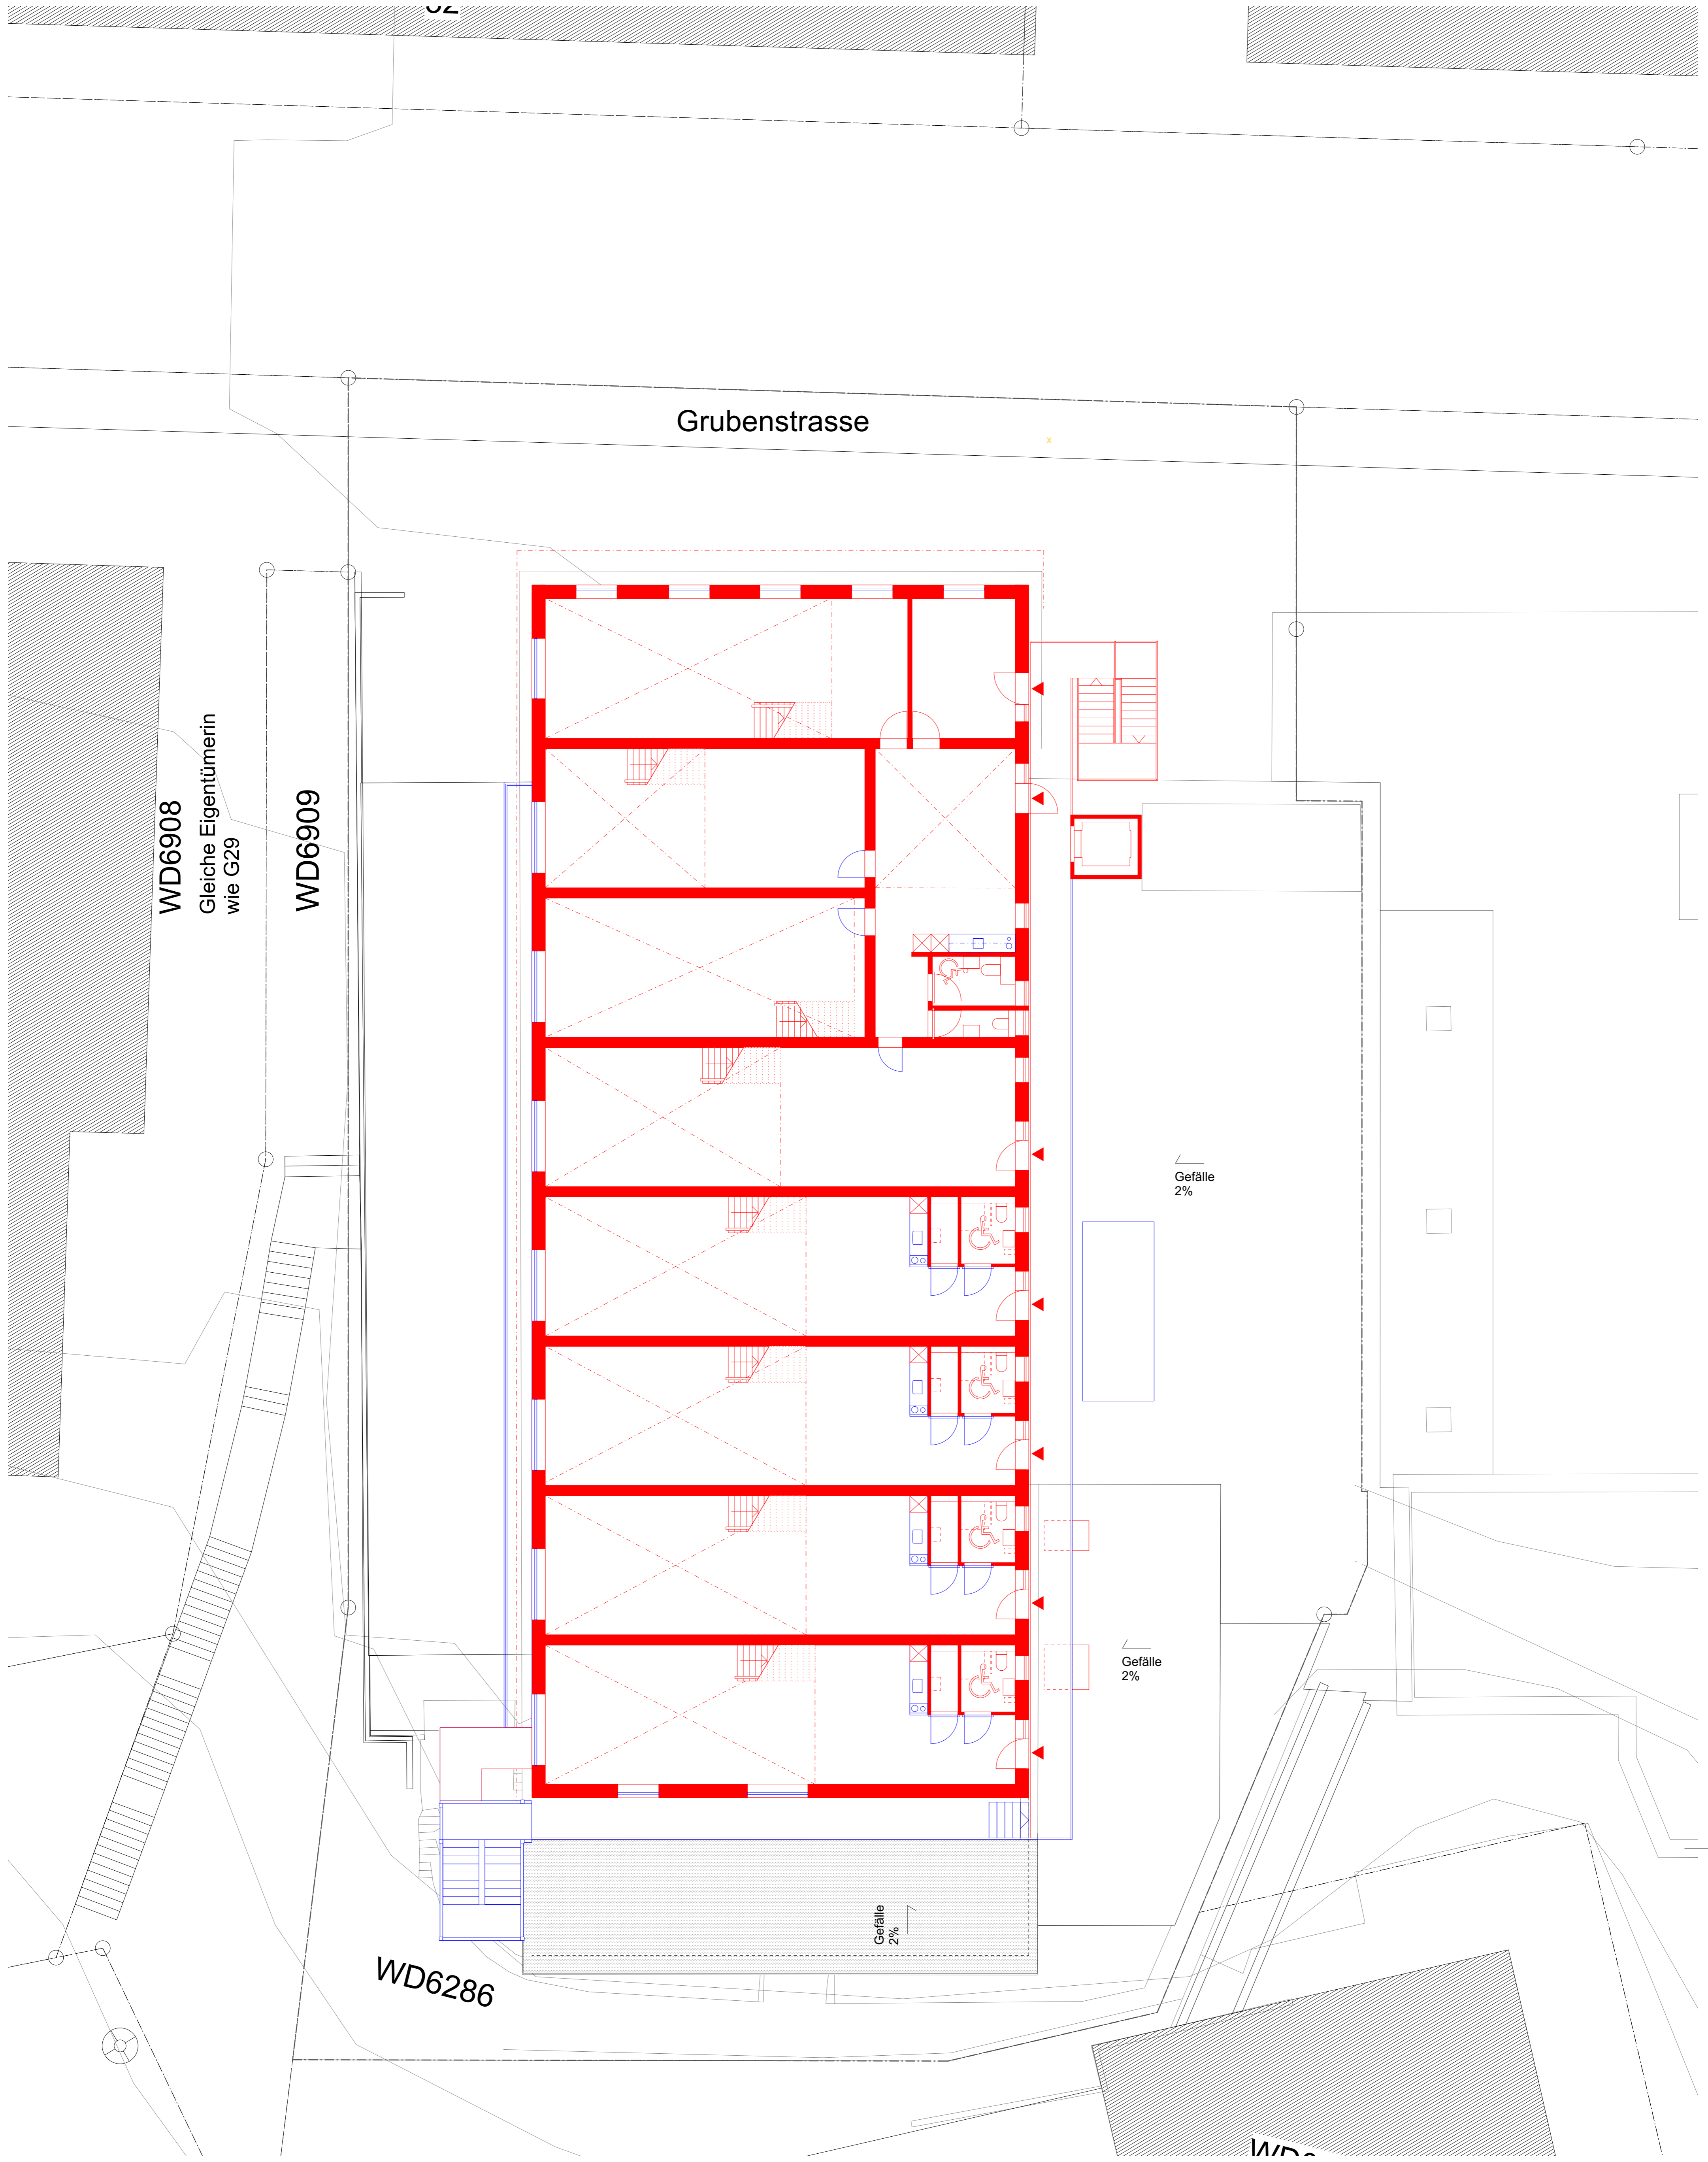 Grubenstrasse
x
WD6908
Gleiche Eigentümerin
wie G29
WD6909
Gefälle
2%
Gefälle
2%
Gefälle
2%
WD6286